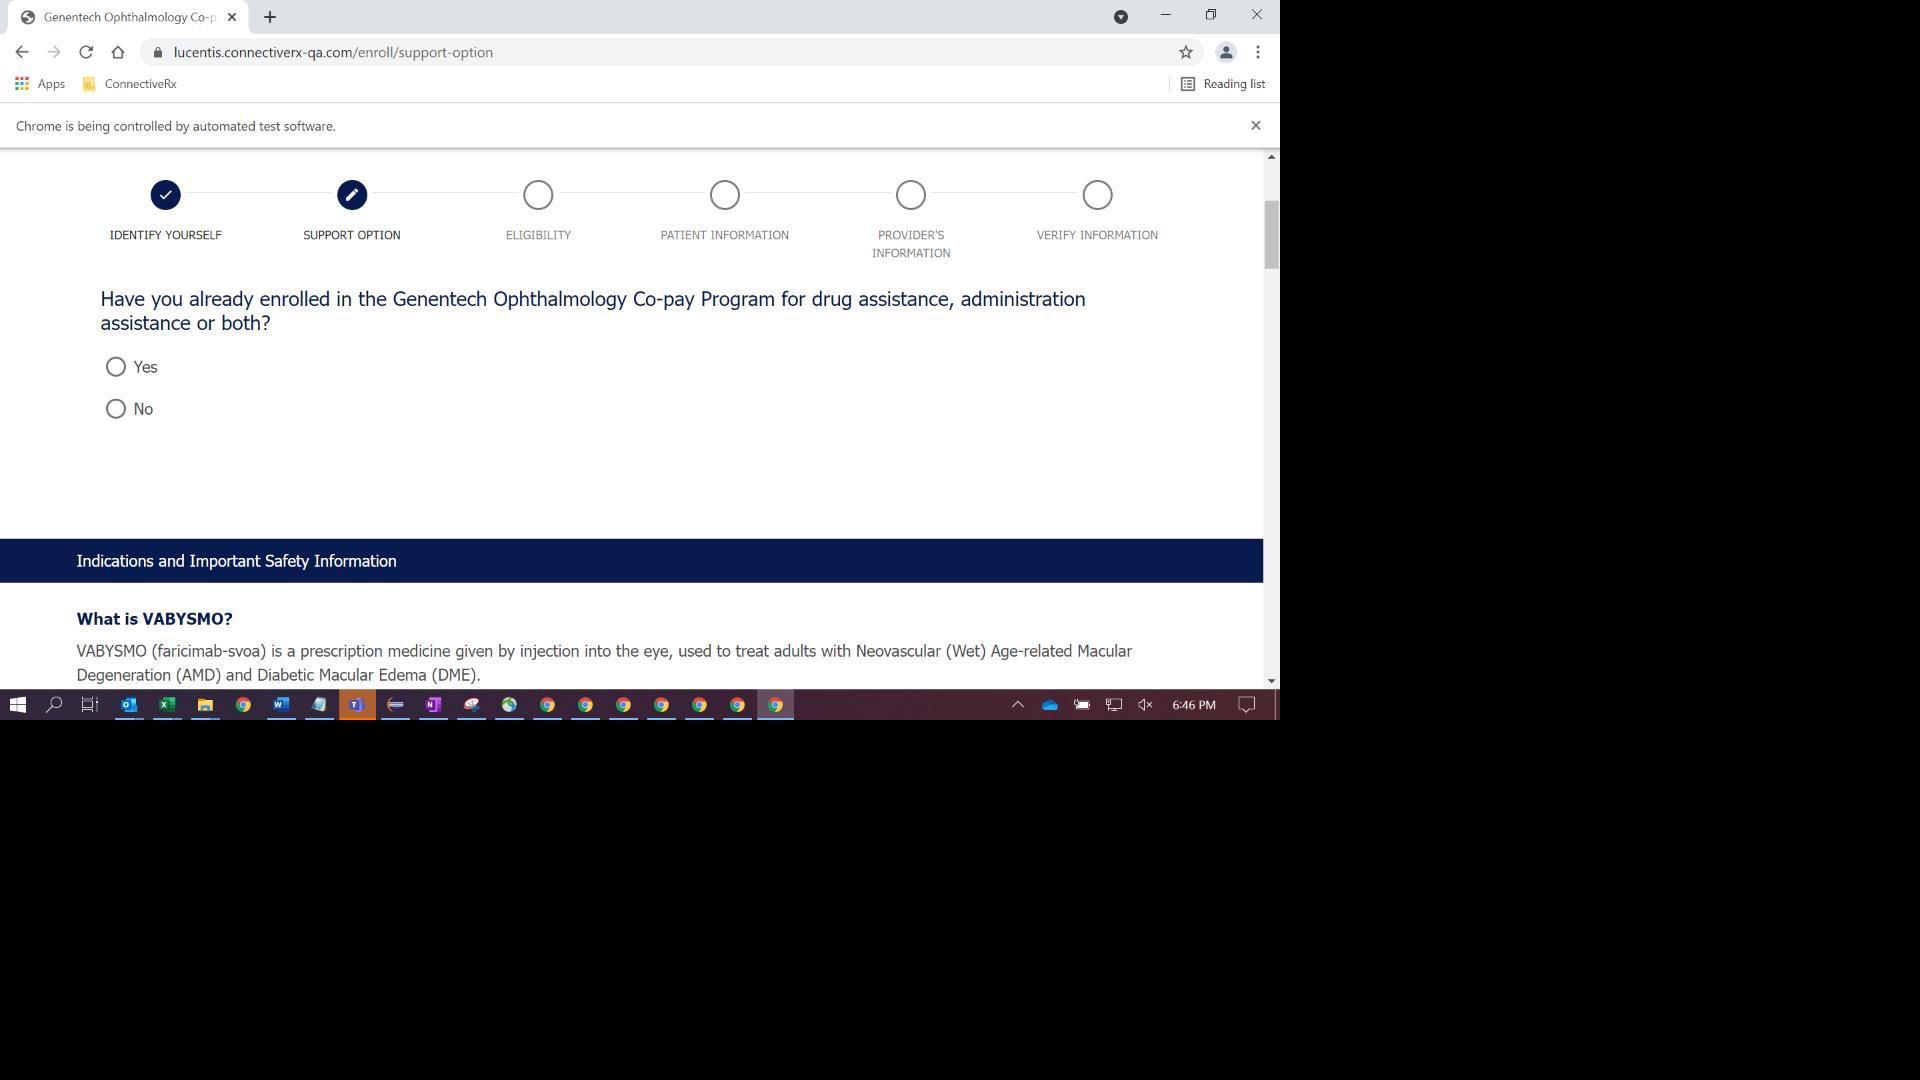 Genentech Ophthalmology Co-p
lucentis.connectiverx-qa.com/enroll/support-option
Apps
ConnectiveRx
Reading list
Chrome is being controlled by automated test software.
IDENTIFY YOURSELF
SUPPORT OPTION
ELIGIBILITY
PATIENT INFORMATION
PROVIDER'S
INFORMATION
VERIFY INFORMATION
Have you already enrolled in the Genentech Ophthalmology Co-pay Program for drug assistance, administration
assistance or both?
Yes
No
Indications and Important Safety Information
What is VABYSMO?
VABYSMO (faricimab-svoa) is a prescription medicine given by injection into the eye, used to treat adults with Neovascular (Wet) Age-related Macular
Degeneration (AMD) and Diabetic Macular Edema (DME).
6:46 PM